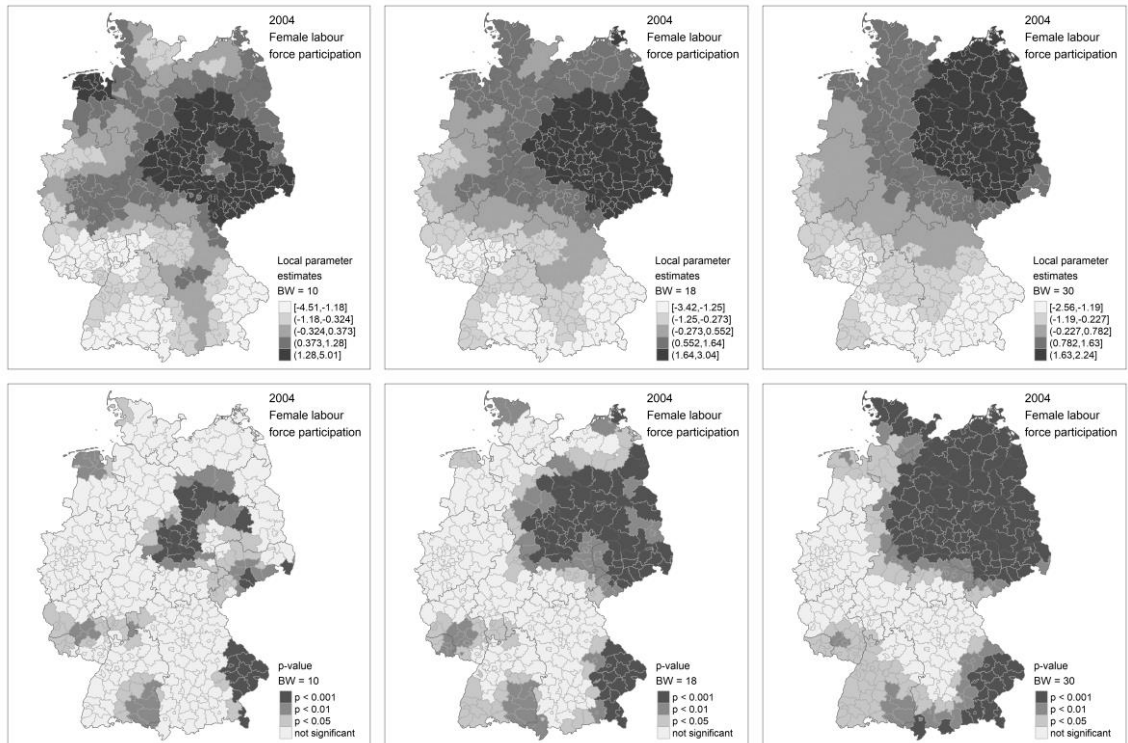 2004
Female labour
force participation
Local parameter
estimates
BW = 10
[-4.51,-1.18]
(-1.18,-0.324]
(-0.324,0.373]
(0.373,1.28]
(1.28,5.01]
2004
Female labour
force participation
Local parameter
estimates
BW = 18
[-3.42,-1.25]
(-1.25,-0.273]
(-0.273,0.552]
(0.552,1.64]
(1.64,3.04]
2004
Female labour
force participation
Local parameter
estimates
BW = 30
[-2.56,-1.19]
(-1.19,-0.227]
(-0.227,0.782]
(0.782,1.63]
(1.63,2.24]
2004
Female labour
force participation
p-value
BW = 10
p < 0.001
p < 0.01
p < 0.05
not significant
2004
Female labour
force participation
p-value
BW = 18
p < 0.001
p < 0.01
p < 0.05
not significant
2004
Female labour
force participation
p-value
BW = 30
p < 0.001
p < 0.01
p < 0.05
not significant